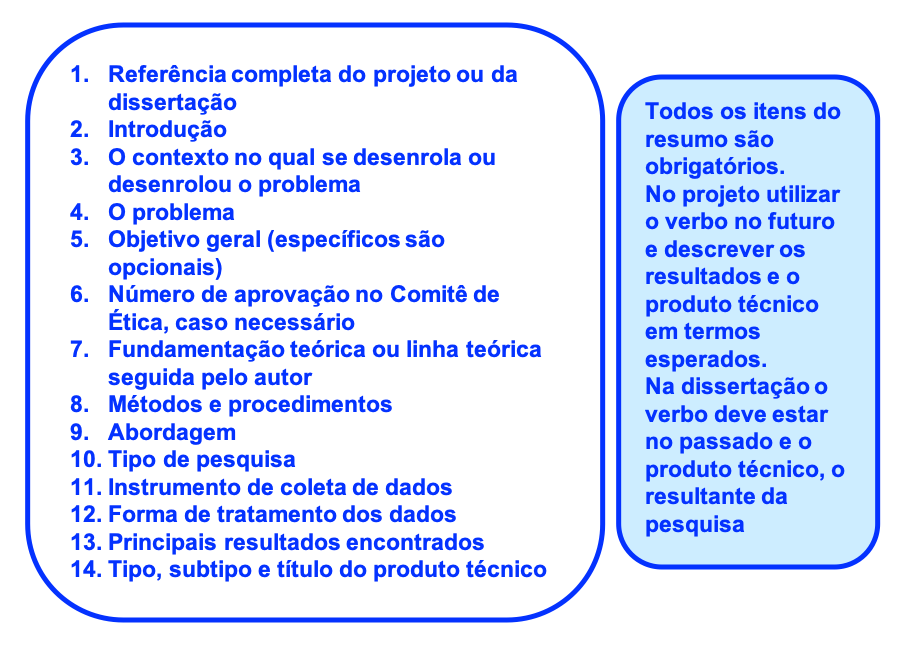 1. Referência completa do projeto ou da
dissertação
2. Introdução
3. O contexto no qual se desenrola ou
desenrolou o problema
4. O problema
5. Objetivo geral (específicos são
opcionais)
6. Número de aprovação no Comitê de
Ética, caso necessário
7. Fundamentação teórica ou linha teórica
seguida pelo autor
8. Métodos e procedimentos
9. Abordagem
10. Tipo de pesquisa
11. Instrumento de coleta de dados
12. Forma de tratamento dos dados
13. Principais resultados encontrados
14. Tipo, subtipo e título do produto técnico
Todos os itens do
resumo são
obrigatórios.
No projeto utilizar
o verbo no futuro
e descrever os
resultados e o
produto técnico
em termos
esperados.
Na dissertação o
verbo deve estar
no passado e o
produto técnico, o
resultante da
pesquisa